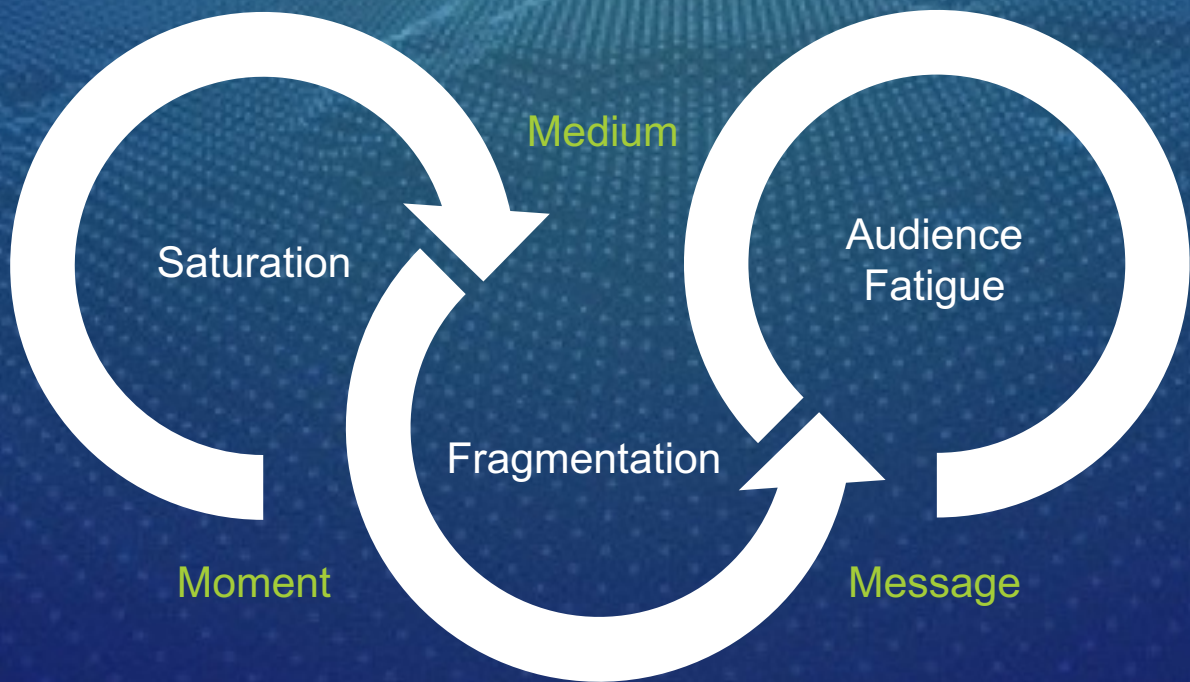 Medium
Saturation
Audience
Fatigue
Fragmentation
Moment
Message